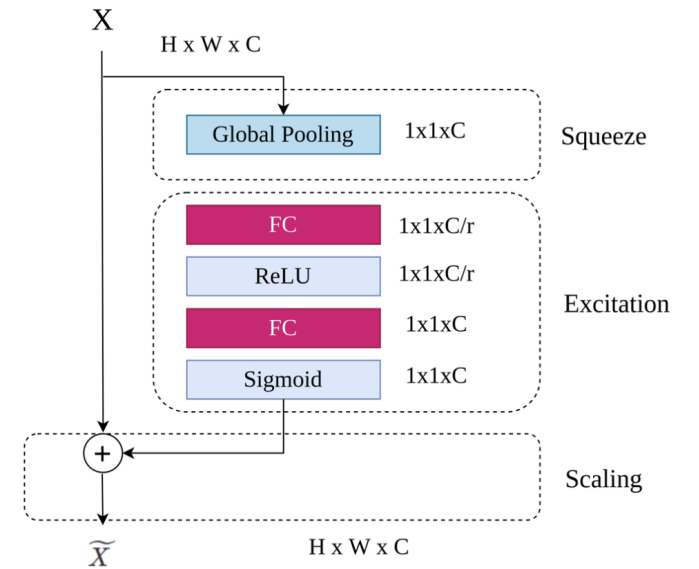 X
H x W x C
Global Pooling
1x1xC
Squeeze
FC
1x1xC/r
ReLU
1x1xC/r
Excitation
FC
1x1xC
Sigmoid
1x1xC
+
Scaling
X̃
H x W x C